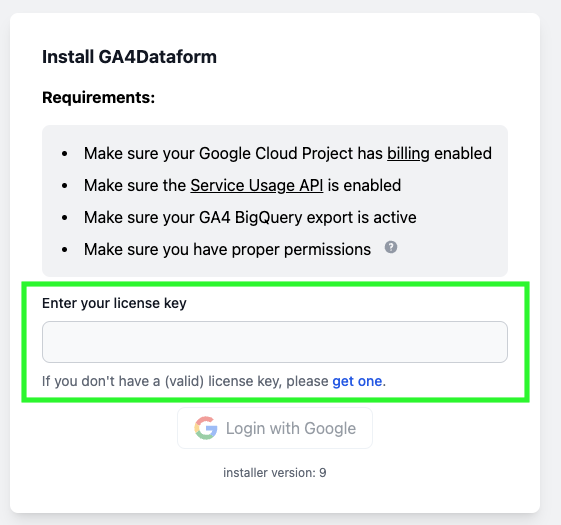 Install GA4Dataform
Requirements:
• Make sure your Google Cloud Project has billing enabled
• Make sure the Service Usage API is enabled
• Make sure your GA4 BigQuery export is active
• Make sure you have proper permissions ?
Enter your license key
If you don't have a (valid) license key, please get one.
Login with Google
installer version: 9